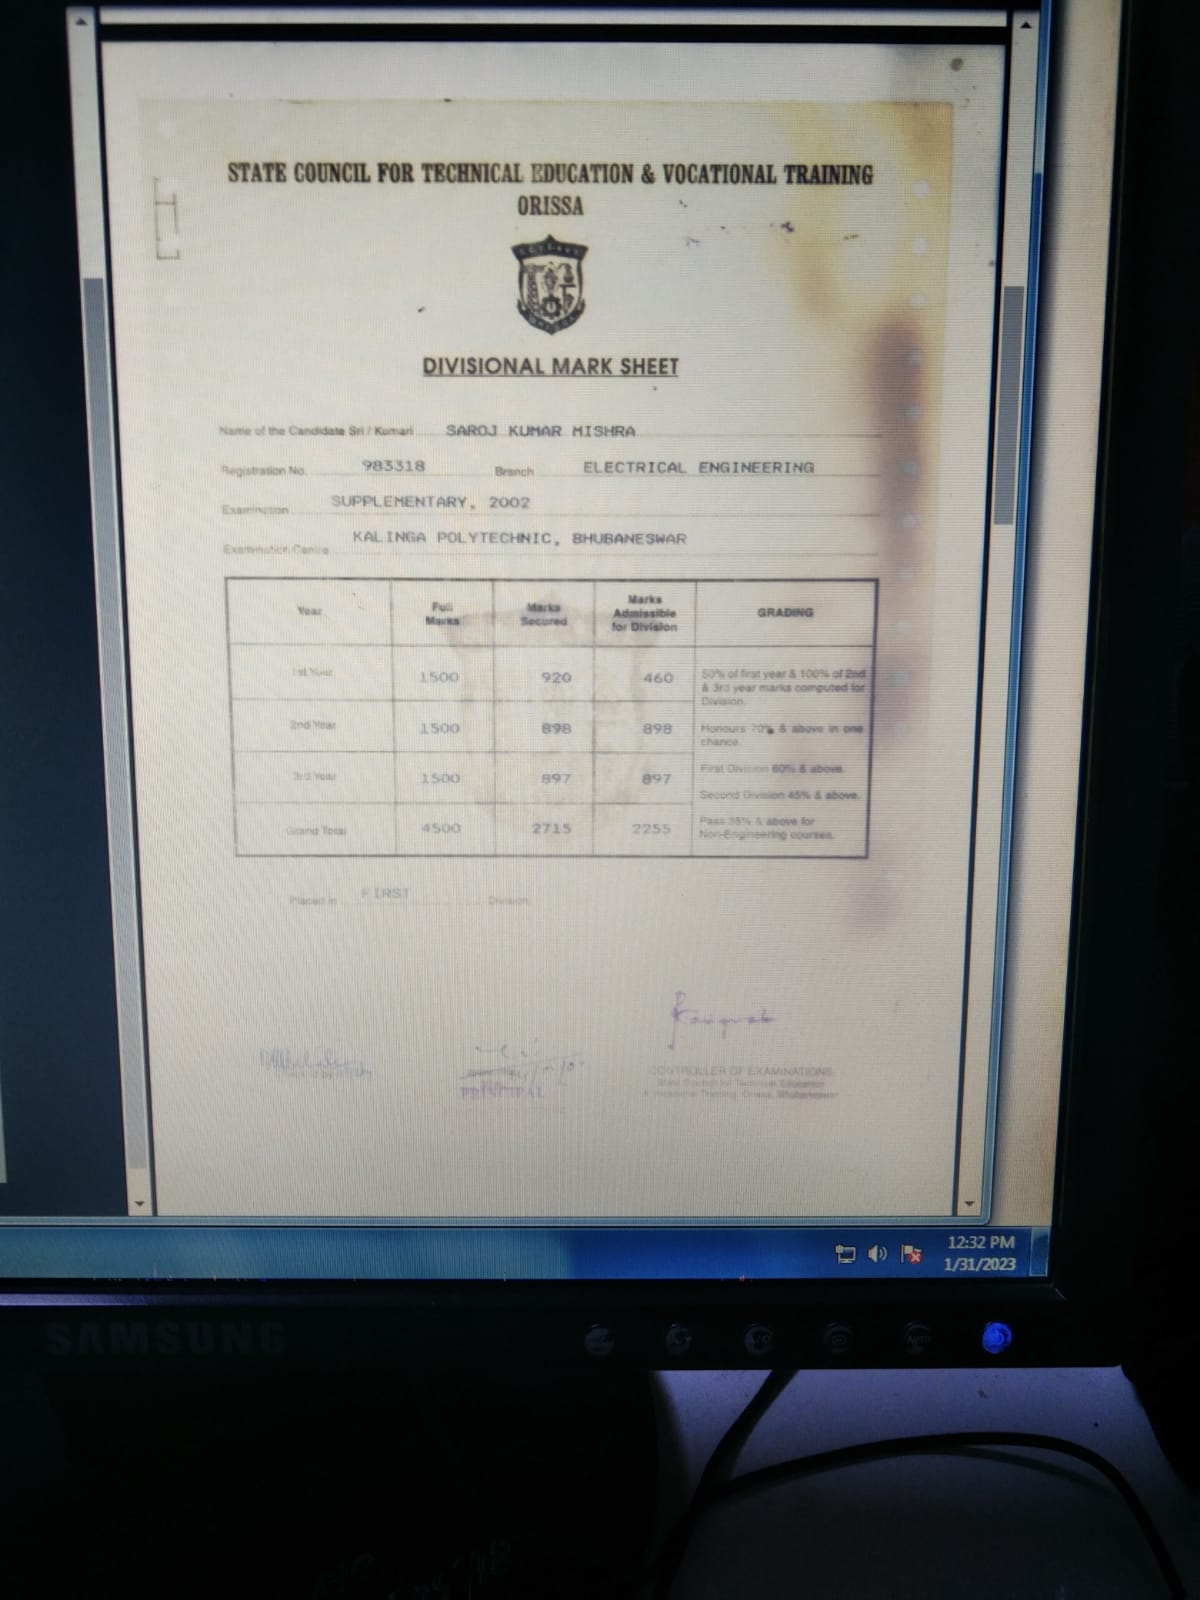 STATE COUNCIL FOR TECHNICAL EDUCATION & VOCATIONAL TRAINING
ORISSA
DIVISIONAL MARK SHEET
Name of the Candidate Sri / Kumari SAROJ KUMAR MISHRA
Registration No. 983318 Branch ELECTRICAL ENGINEERING
Examination SUPPLEMENTARY, 2002
Examination Centre KALINGA POLYTECHNIC, BHUBANESWAR
Year Full Marks Marks Secured Marks Admissible for Division GRADING
1st Year 1500 920 460 50% of first year & 100% of 2nd
& 3rd year marks computed for
Division.
2nd Year 1500 898 898 Honours 70% & above in one
chance.
3rd Year 1500 897 897 First Division 60% & above.
Second Division 45% & above.
Grand Total 4500 2715 2255 Pass 35% & above for
Non-Engineering courses.
Placed in FIRST Division
PRINCIPAL
CONTROLLER OF EXAMINATIONS
State Council for Technical Education
& Vocational Training, Orissa, Bhubaneswar
12:32 PM
1/31/2023
SAMSUNG
AUTO